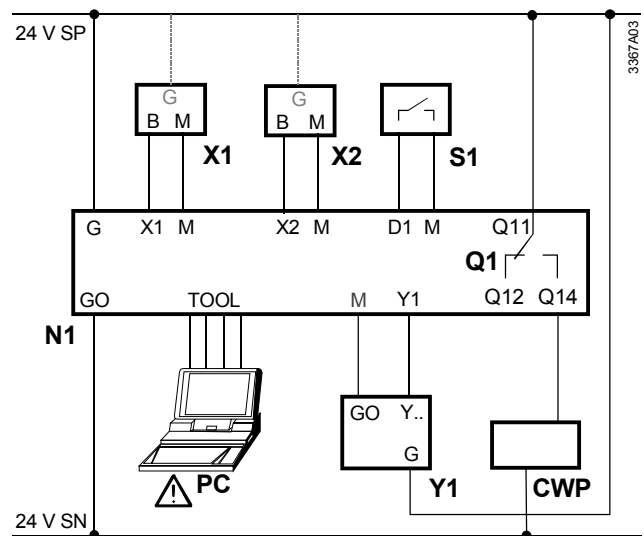 24 V SP
3367A03
G
G
B M
B M
X1
X2
S1
G
X1 M
X2 M
D1 M
Q11
Q1
GO
TOOL
M
Y1
Q12
Q14
N1
GO
Y..
G
PC
Y1
CWP
24 V SN